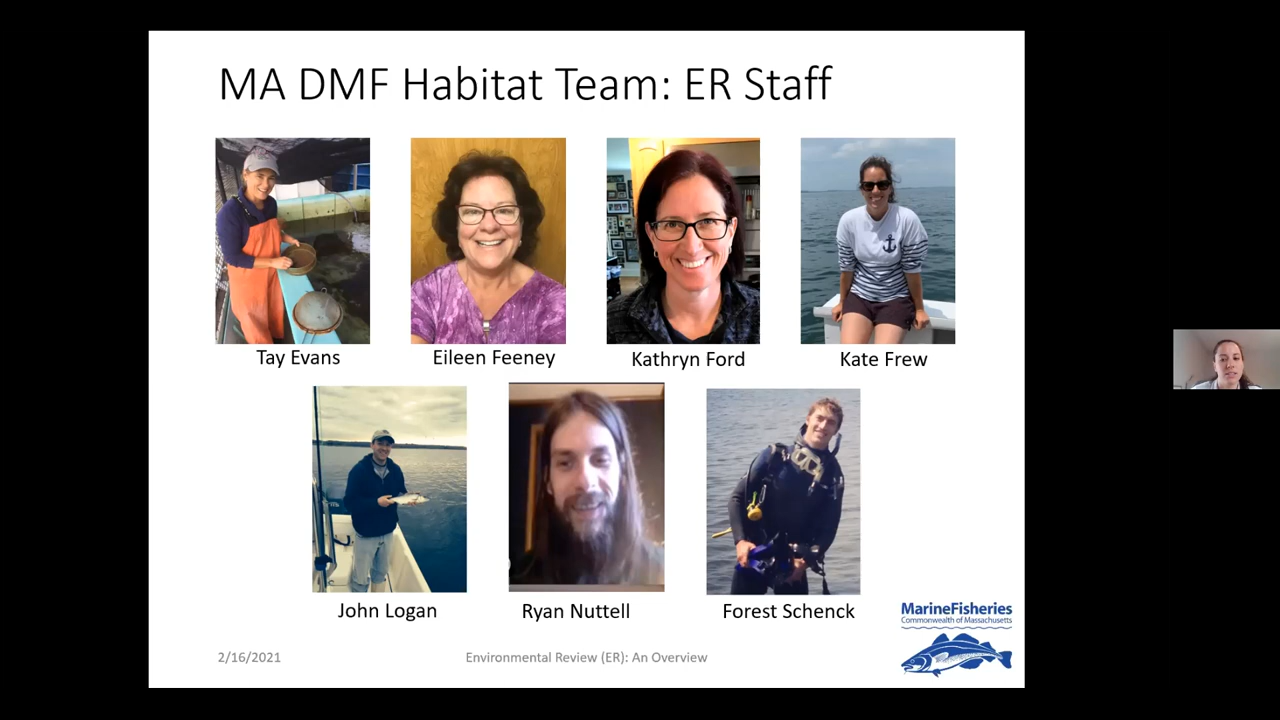 MA DMF Habitat Team: ER Staff
Tay Evans
Eileen Feeney
Kathryn Ford
Kate Frew
John Logan
Ryan Nuttell
Forest Schenck
MarineFisheries
Commonwealth of Massachusetts
2/16/2021
Environmental Review (ER): An Overview